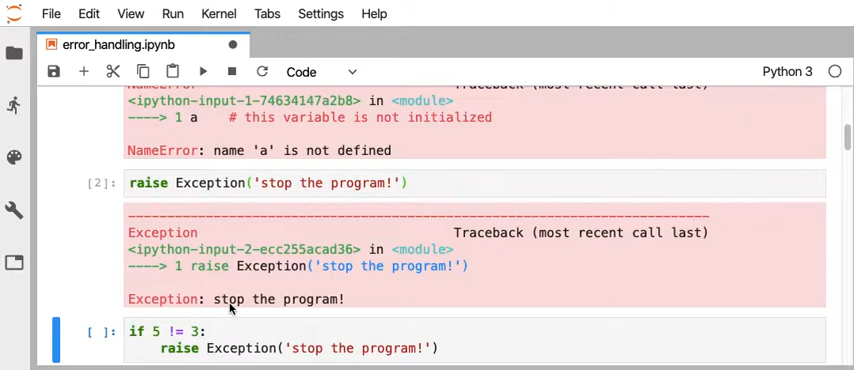 File Edit View Run Kernel Tabs Settings Help
error_handling.ipynb
Code Python 3
NameError Traceback (most recent call last)
<ipython-input-1-74634147a2b8> in <module>
----> 1 a # this variable is not initialized
NameError: name 'a' is not defined
[2]: raise Exception('stop the program!')
---------------------------------------------------------------------------
Exception Traceback (most recent call last)
<ipython-input-2-ecc255acad36> in <module>
----> 1 raise Exception('stop the program!')
Exception: stop the program!
[ ]: if 5 != 3:
raise Exception('stop the program!')